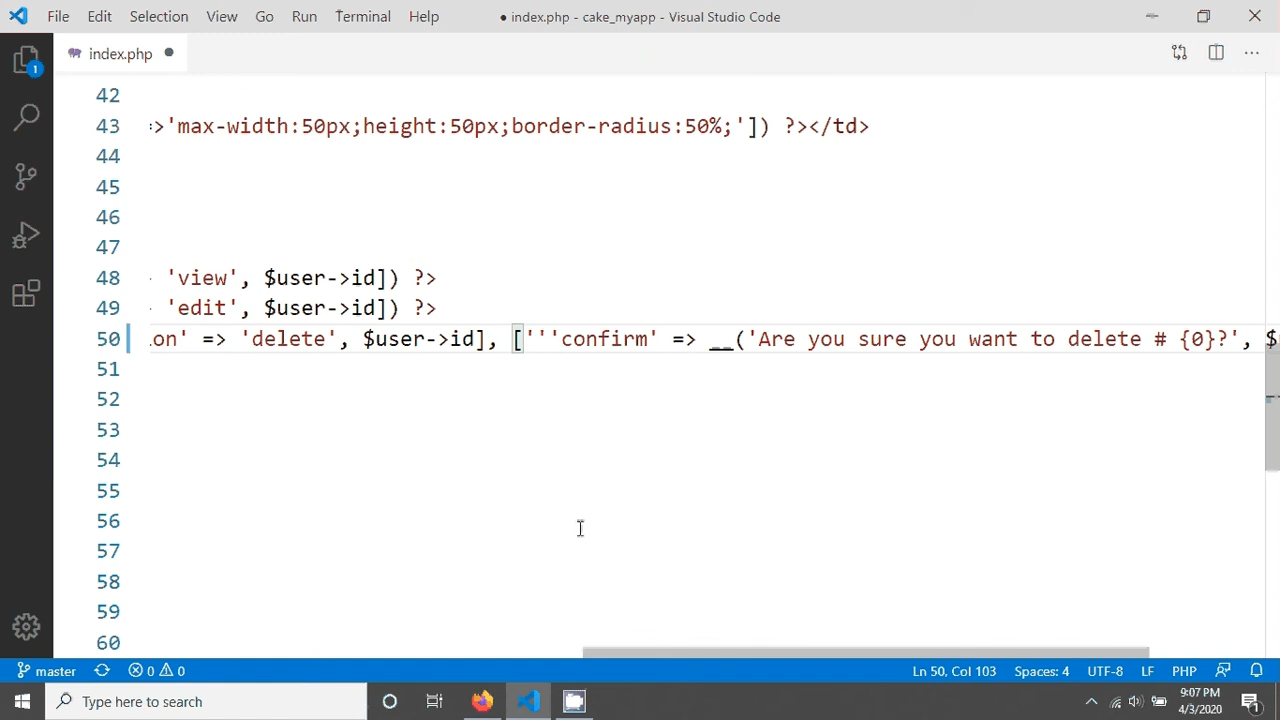 File Edit Selection View Go Run Terminal Help ● index.php - cake_myapp - Visual Studio Code
index.php ●
42
43 =>'max-width:50px;height:50px;border-radius:50%;']) ?></td>
44
45
46
47
48 'view', $user->id]) ?>
49 'edit', $user->id]) ?>
50 ion' => 'delete', $user->id], ['''confirm' => __('Are you sure you want to delete # {0}?', $
51
52
53
54
55
56
57
58
59
60
1
master 0 0 Ln 50, Col 103 Spaces: 4 UTF-8 LF PHP
Type here to search 9:07 PM
4/3/2020 1